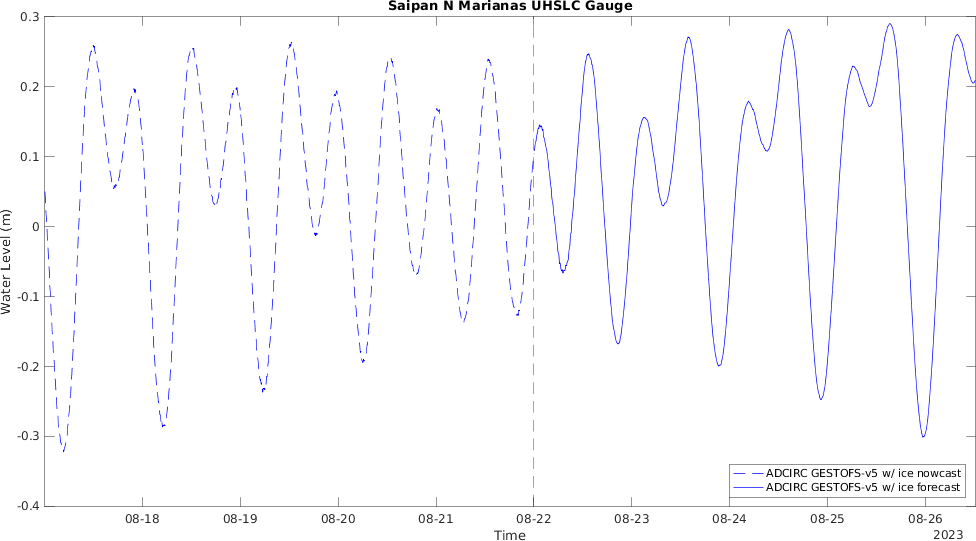 Saipan N Marianas UHSLC Gauge
0.3
0.2
0.1
0
-0.1
-0.2
-0.3
-0.4
Water Level (m)
ADCIRC GESTOFS-v5 w/ ice nowcast
ADCIRC GESTOFS-v5 w/ ice forecast
08-18 08-19 08-20 08-21 08-22 08-23 08-24 08-25 08-26
Time
2023